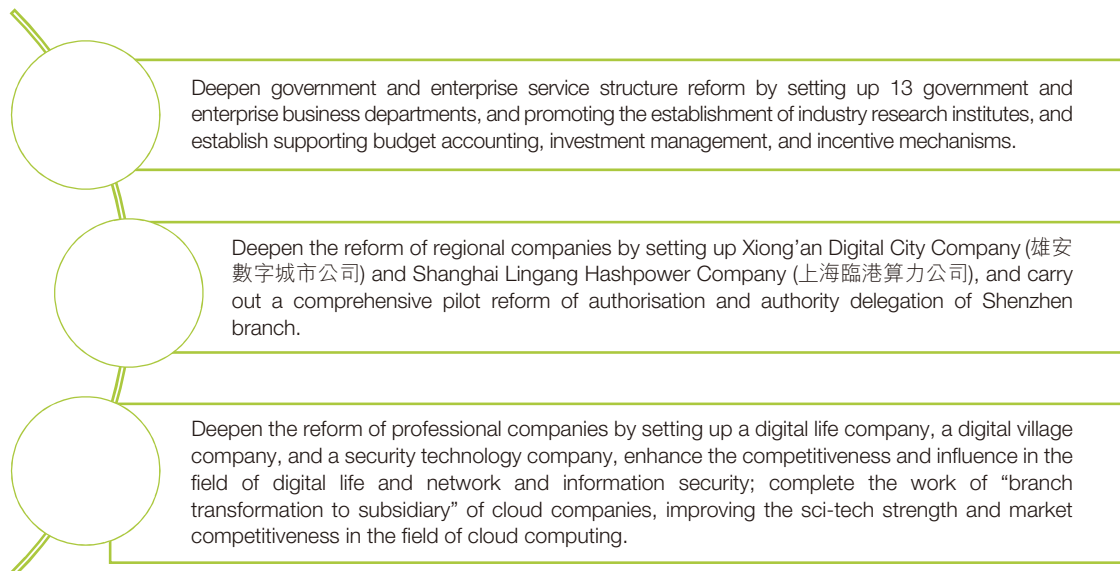 Deepen government and enterprise service structure reform by setting up 13 government and
enterprise business departments, and promoting the establishment of industry research institutes, and
establish supporting budget accounting, investment management, and incentive mechanisms.
Deepen the reform of regional companies by setting up Xiong’an Digital City Company (雄安
數字城市公司) and Shanghai Lingang Hashpower Company (上海臨港算力公司), and carry
out a comprehensive pilot reform of authorisation and authority delegation of Shenzhen
branch.
Deepen the reform of professional companies by setting up a digital life company, a digital village
company, and a security technology company, enhance the competitiveness and influence in the
field of digital life and network and information security; complete the work of “branch
transformation to subsidiary” of cloud companies, improving the sci-tech strength and market
competitiveness in the field of cloud computing.